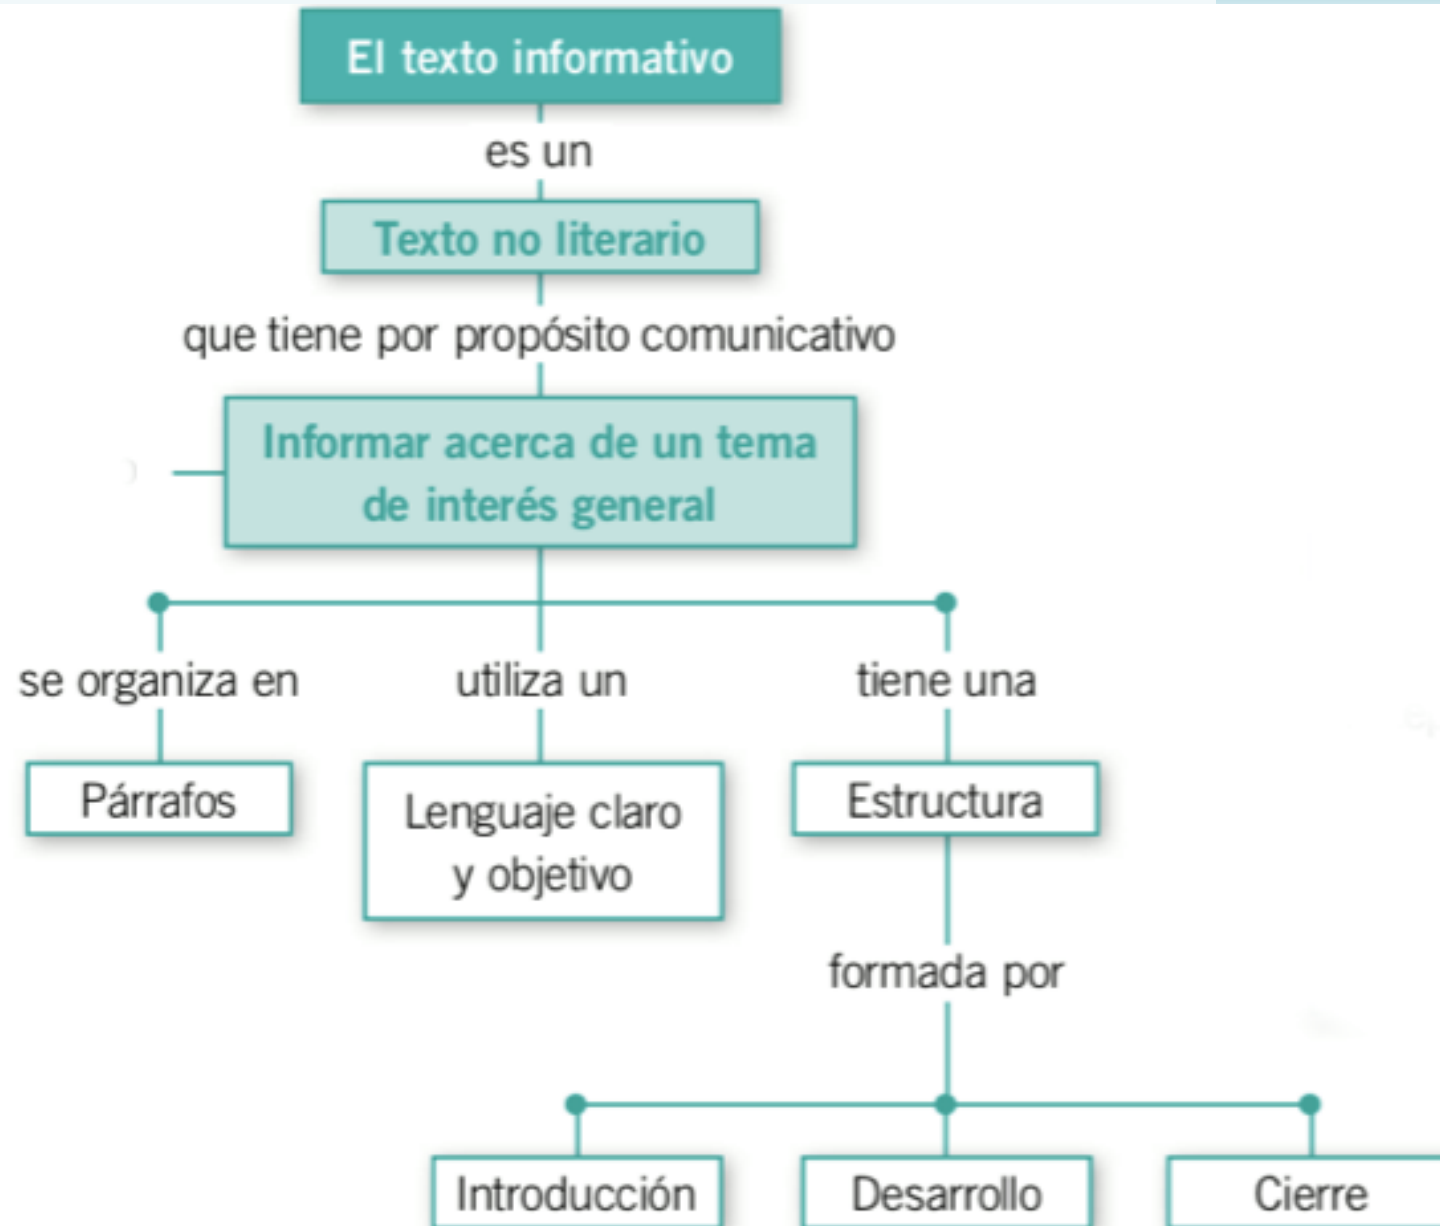 El texto informativo
es un
Texto no literario
que tiene por propósito comunicativo
Informar acerca de un tema
de interés general
se organiza en
utiliza un
tiene una
Párrafos
Lenguaje claro
y objetivo
Estructura
formada por
Introducción
Desarrollo
Cierre